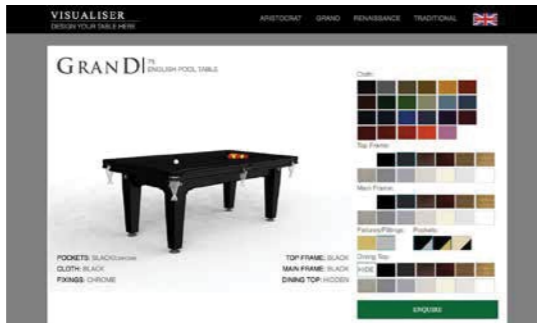 VISUALISER
DESIGN YOUR TABLE HERE
ARISTOCRAT GRAND RENAISSANCE TRADITIONAL
GRAND
7ft
ENGLISH POOL TABLE
Cloth:
Top Frame:
Main Frame:
Fixtures/Fittings: Pockets:
Dining Top:
HIDE
POCKETS: BLACK/CHROME
CLOTH: BLACK
FIXINGS: CHROME
TOP FRAME: BLACK
MAIN FRAME: BLACK
DINING TOP: HIDDEN
ENQUIRE